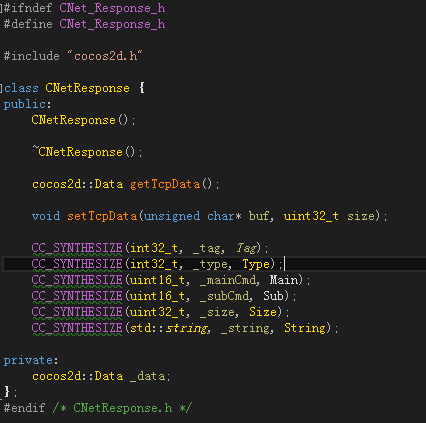 #ifndef CNet_Response_h
#define CNet_Response_h
#include "cocos2d.h"
class CNetResponse {
public:
CNetResponse();
~CNetResponse();
cocos2d::Data getTcpData();
void setTcpData(unsigned char* buf, uint32_t size);
CC_SYNTHESIZE(int32_t, _tag, Tag);
CC_SYNTHESIZE(int32_t, _type, Type);
CC_SYNTHESIZE(uint16_t, _mainCmd, Main);
CC_SYNTHESIZE(uint16_t, _subCmd, Sub);
CC_SYNTHESIZE(uint32_t, _size, Size);
CC_SYNTHESIZE(std::string, _string, String);
private:
cocos2d::Data _data;
};
#endif /* CNetResponse.h */